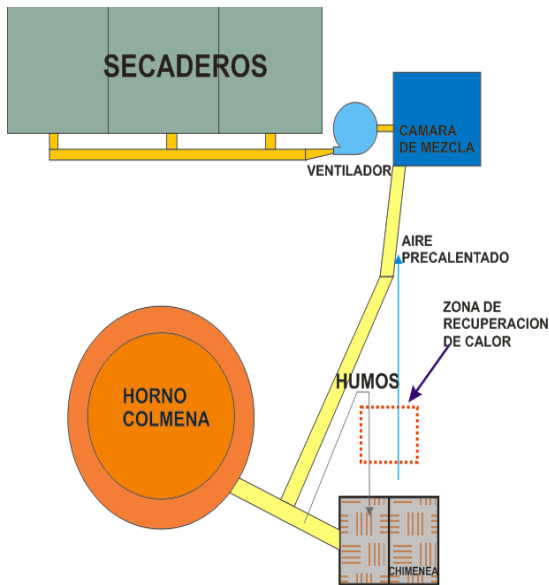 SECADEROS
CAMARA
DE MEZCLA
VENTILADOR
AIRE
PRECALENTADO
ZONA DE
RECUPERACION
DE CALOR
HUMOS
HORNO
COLMENA
CHIMENEA